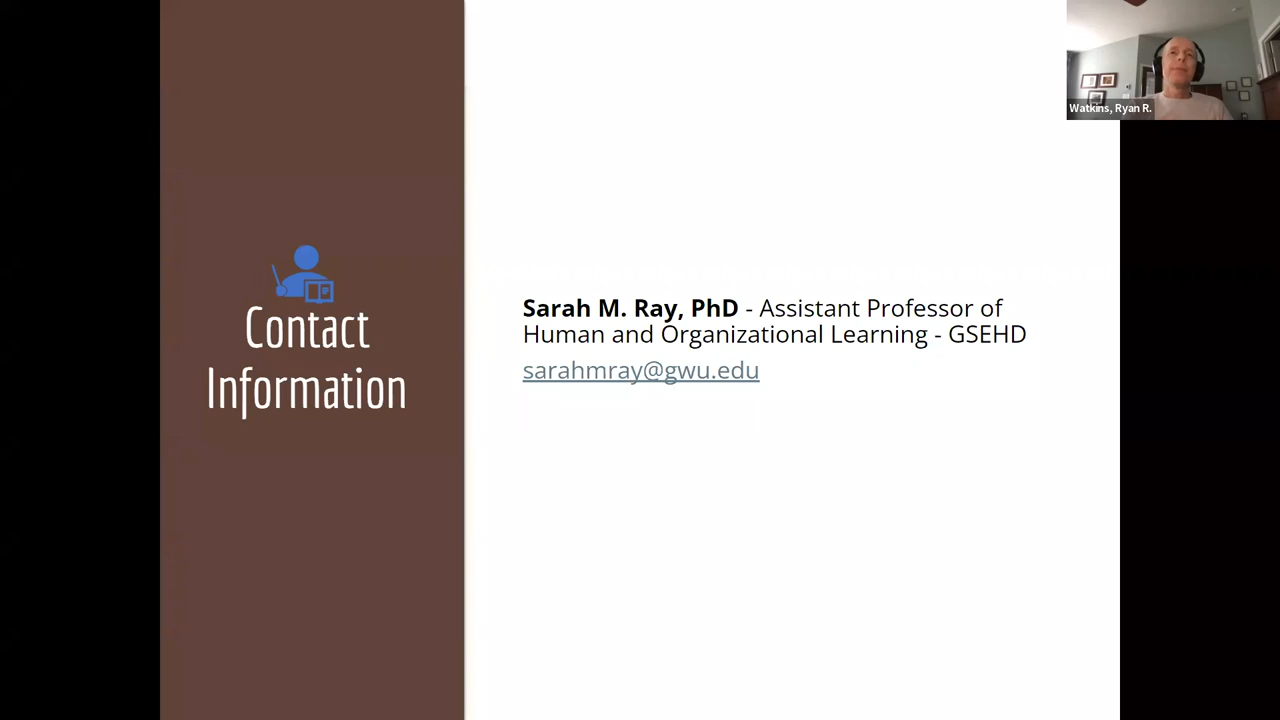 Watkins, Ryan R.
Contact
Information
Sarah M. Ray, PhD - Assistant Professor of
Human and Organizational Learning - GSEHD
sarahmray@gwu.edu